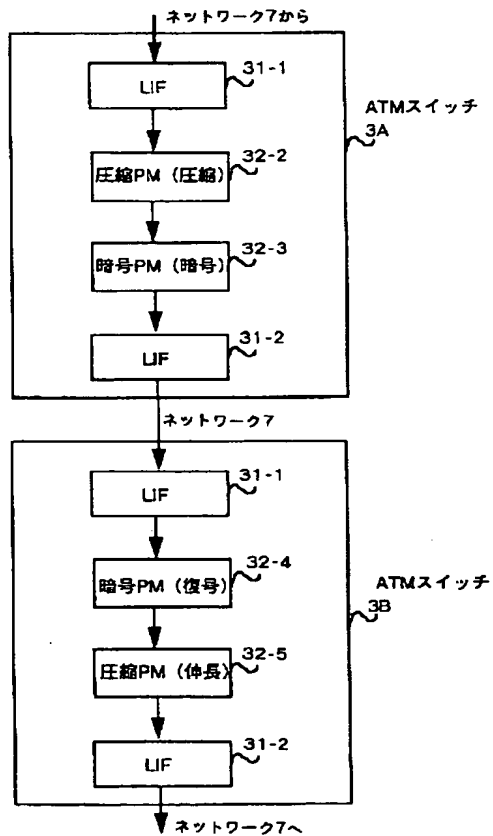 ネットワーク7から
31-1
LIF
ATMスイッチ
3A
32-2
圧縮PM（圧縮）
32-3
暗号PM（暗号）
31-2
LIF
ネットワーク7
31-1
LIF
32-4
暗号PM（復号）
ATMスイッチ
3B
32-5
圧縮PM（伸長）
31-2
LIF
ネットワーク7へ